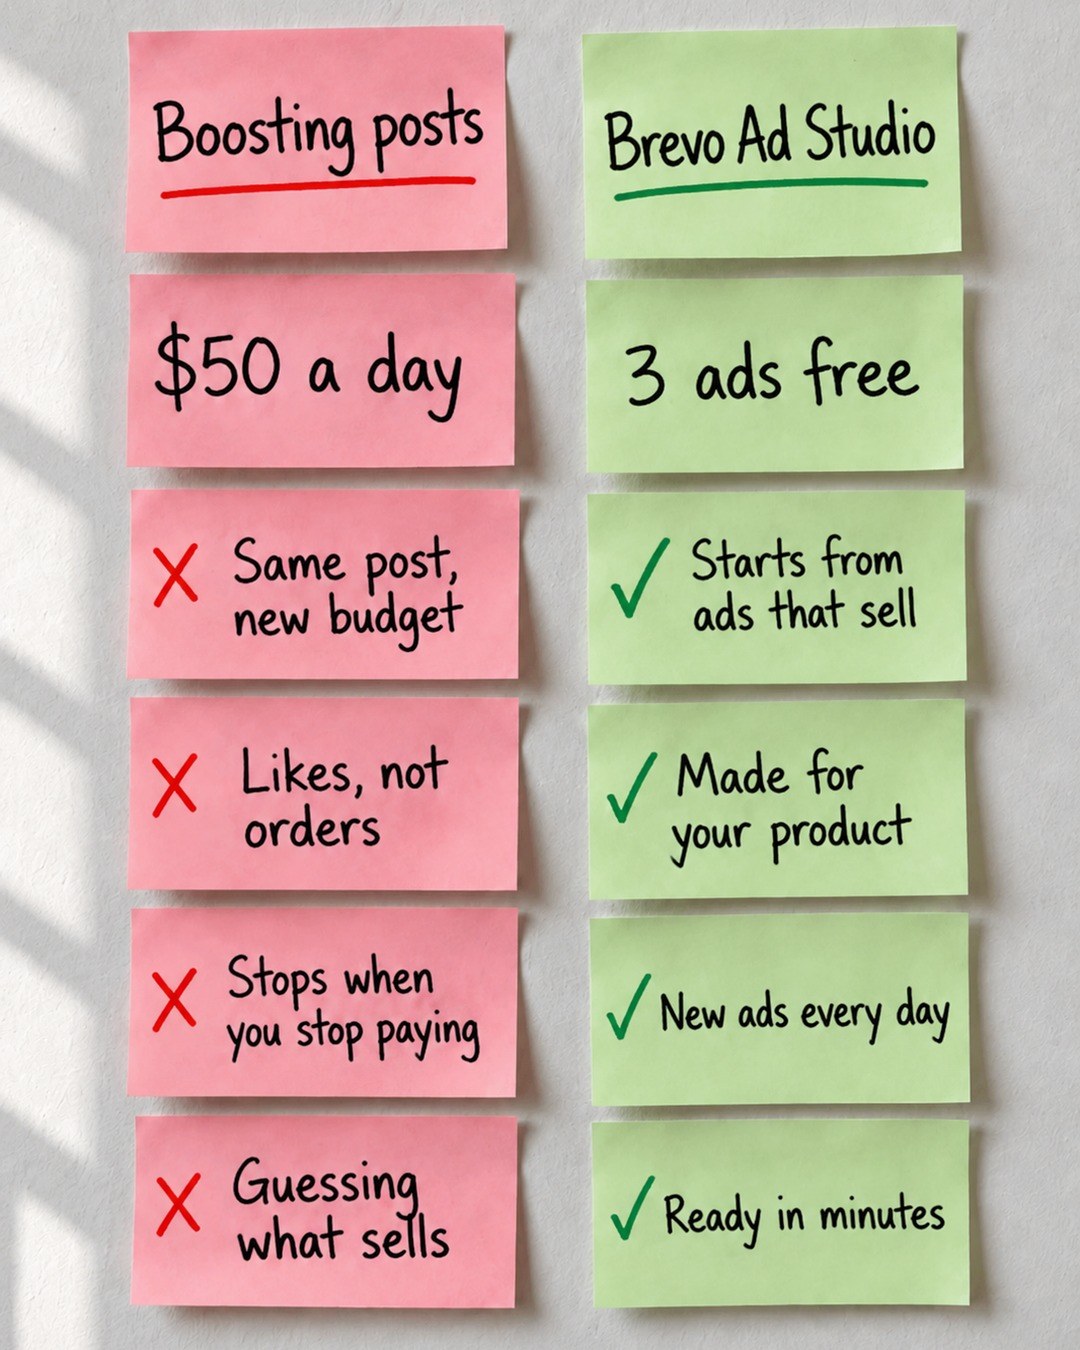 Boosting posts
$50 a day
X Same post,
new budget
X Likes, not
orders
X Stops when
you stop paying
X Guessing
what sells
Brevo Ad Studio
3 ads free
✓ Starts from
ads that sell
✓ Made for
your product
✓ New ads every day
✓ Ready in minutes